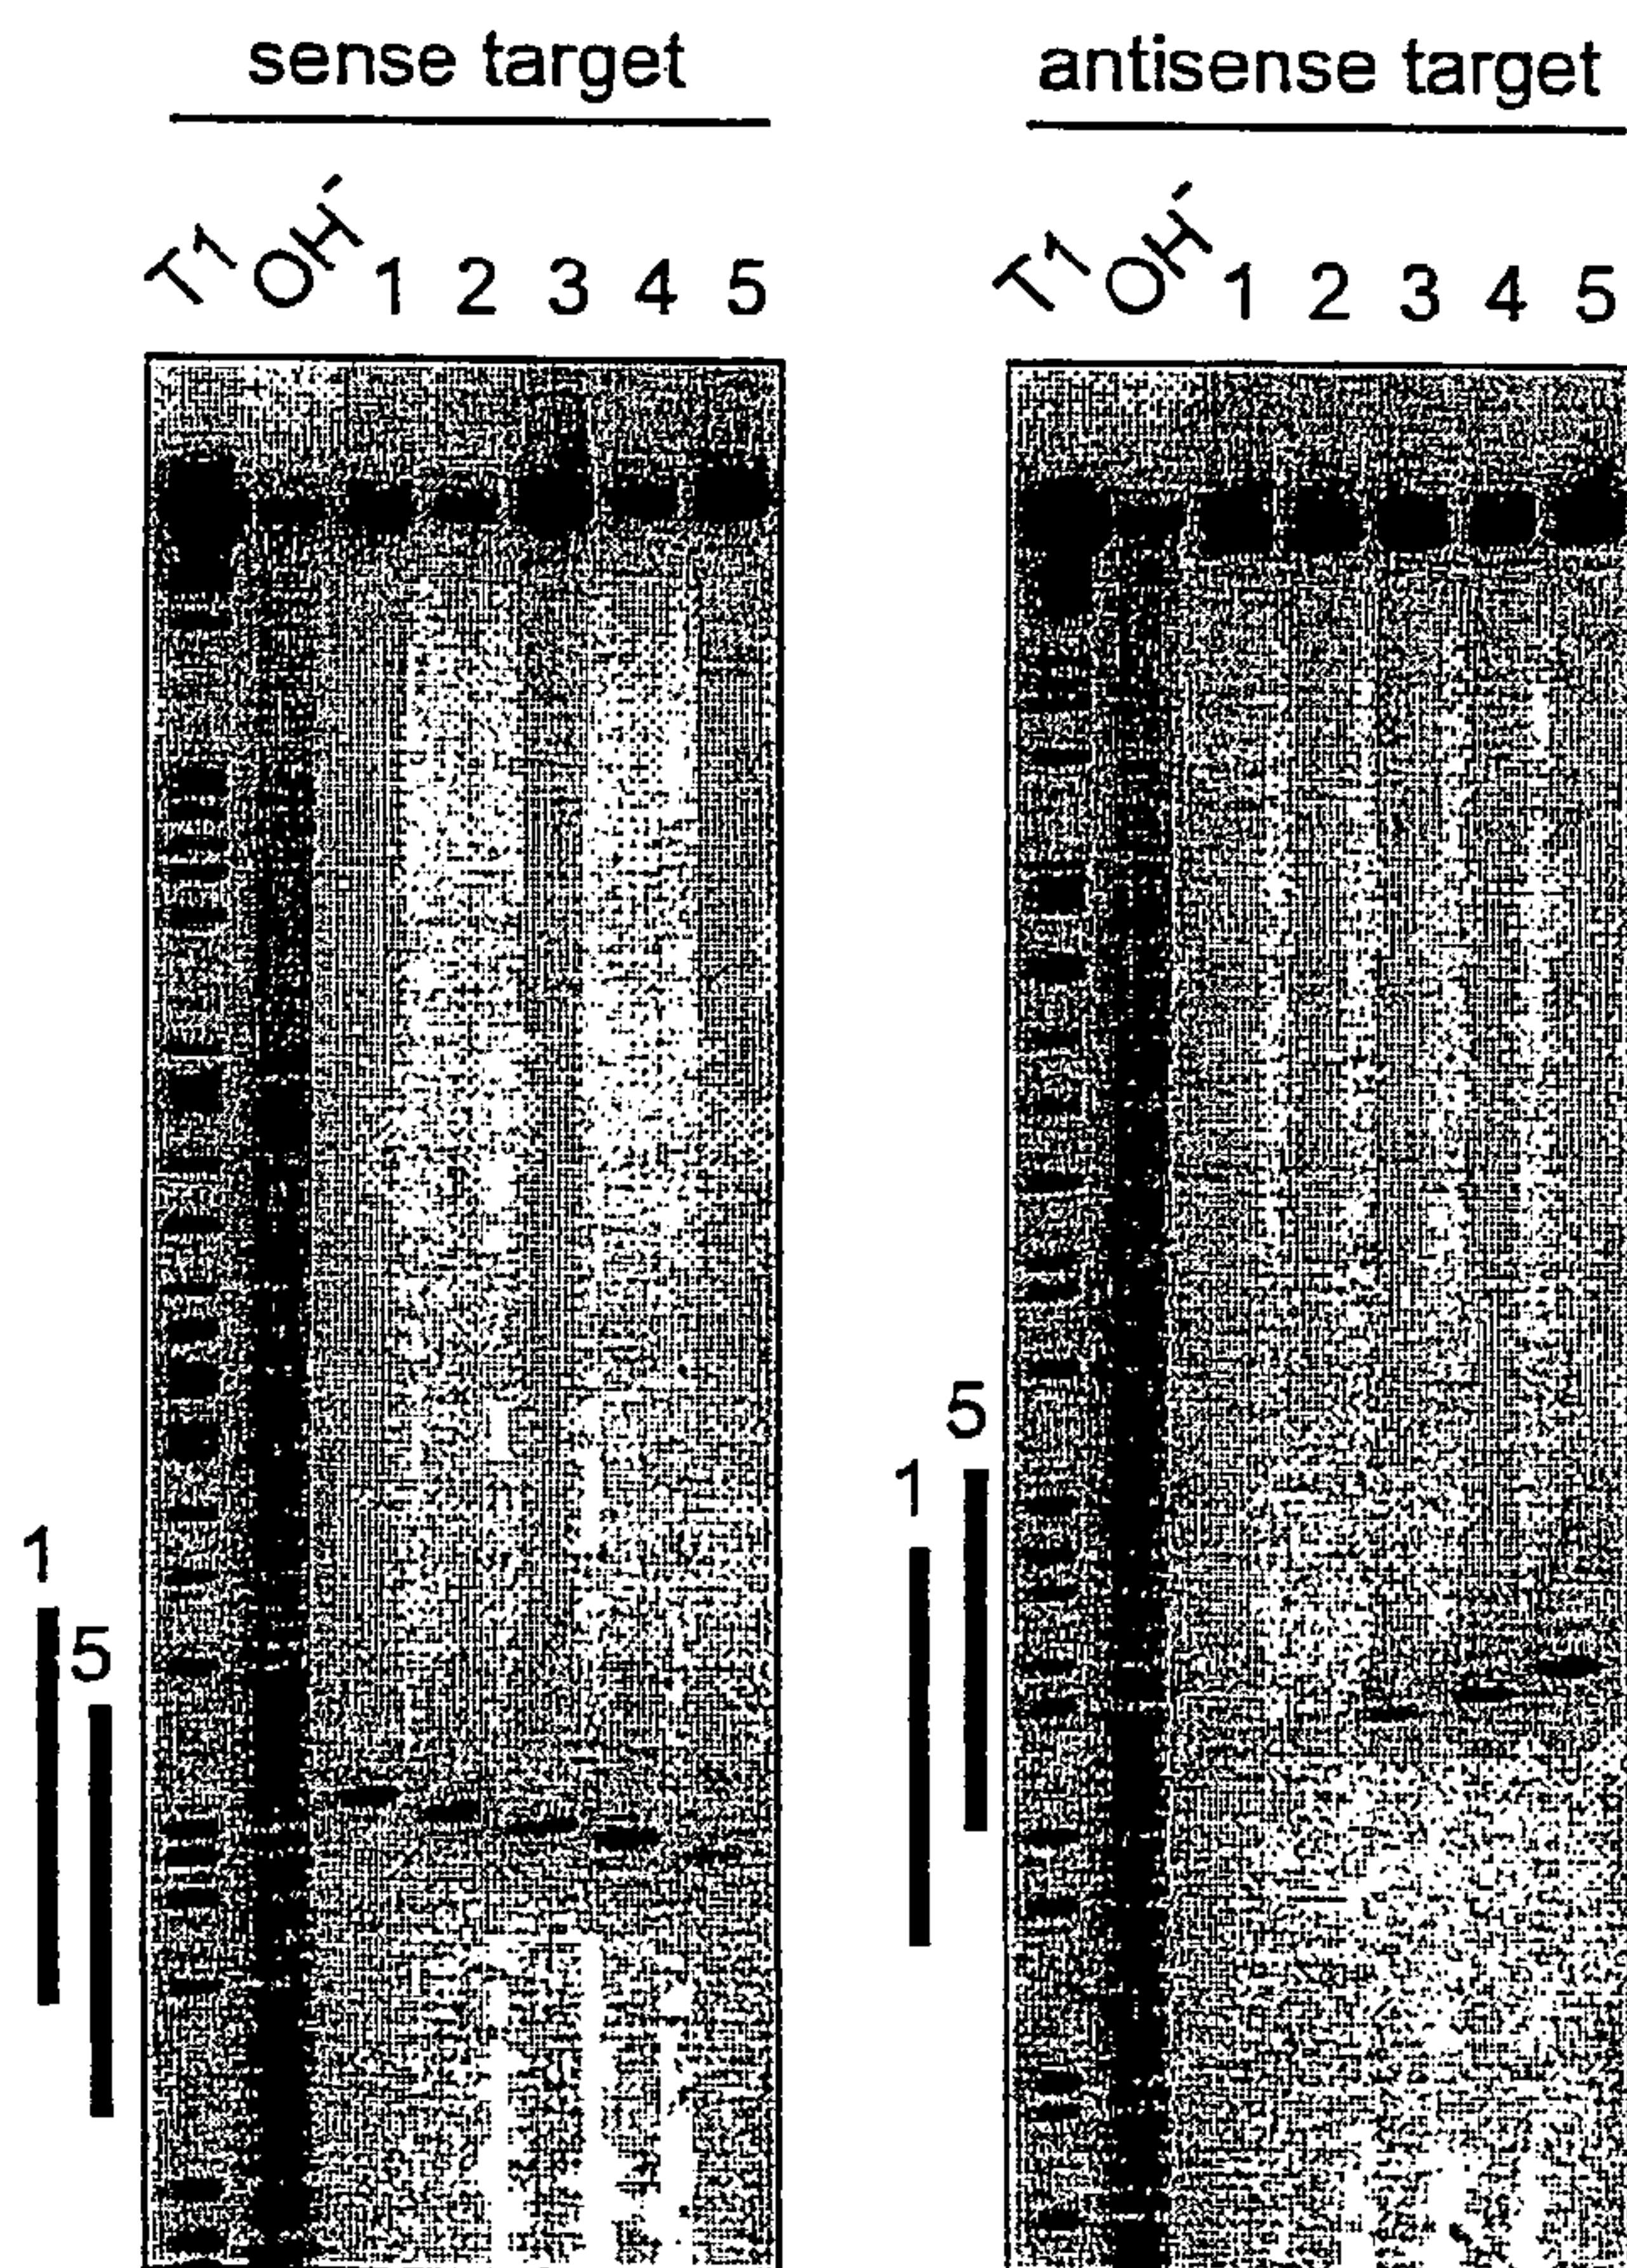 sense target
antisense target
T1 OH- 1 2 3 4 5
T1 OH- 1 2 3 4 5
1
5
5
1